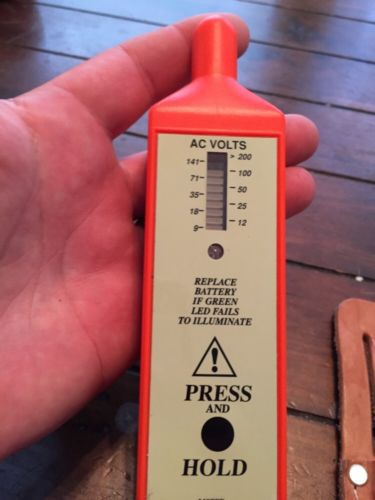 AC VOLTS
> 200
141-
- 100
71-
- 50
35-
- 25
18-
- 12
9-
REPLACE
BATTERY
IF GREEN
LED FAILS
TO ILLUMINATE
!
PRESS
AND
HOLD